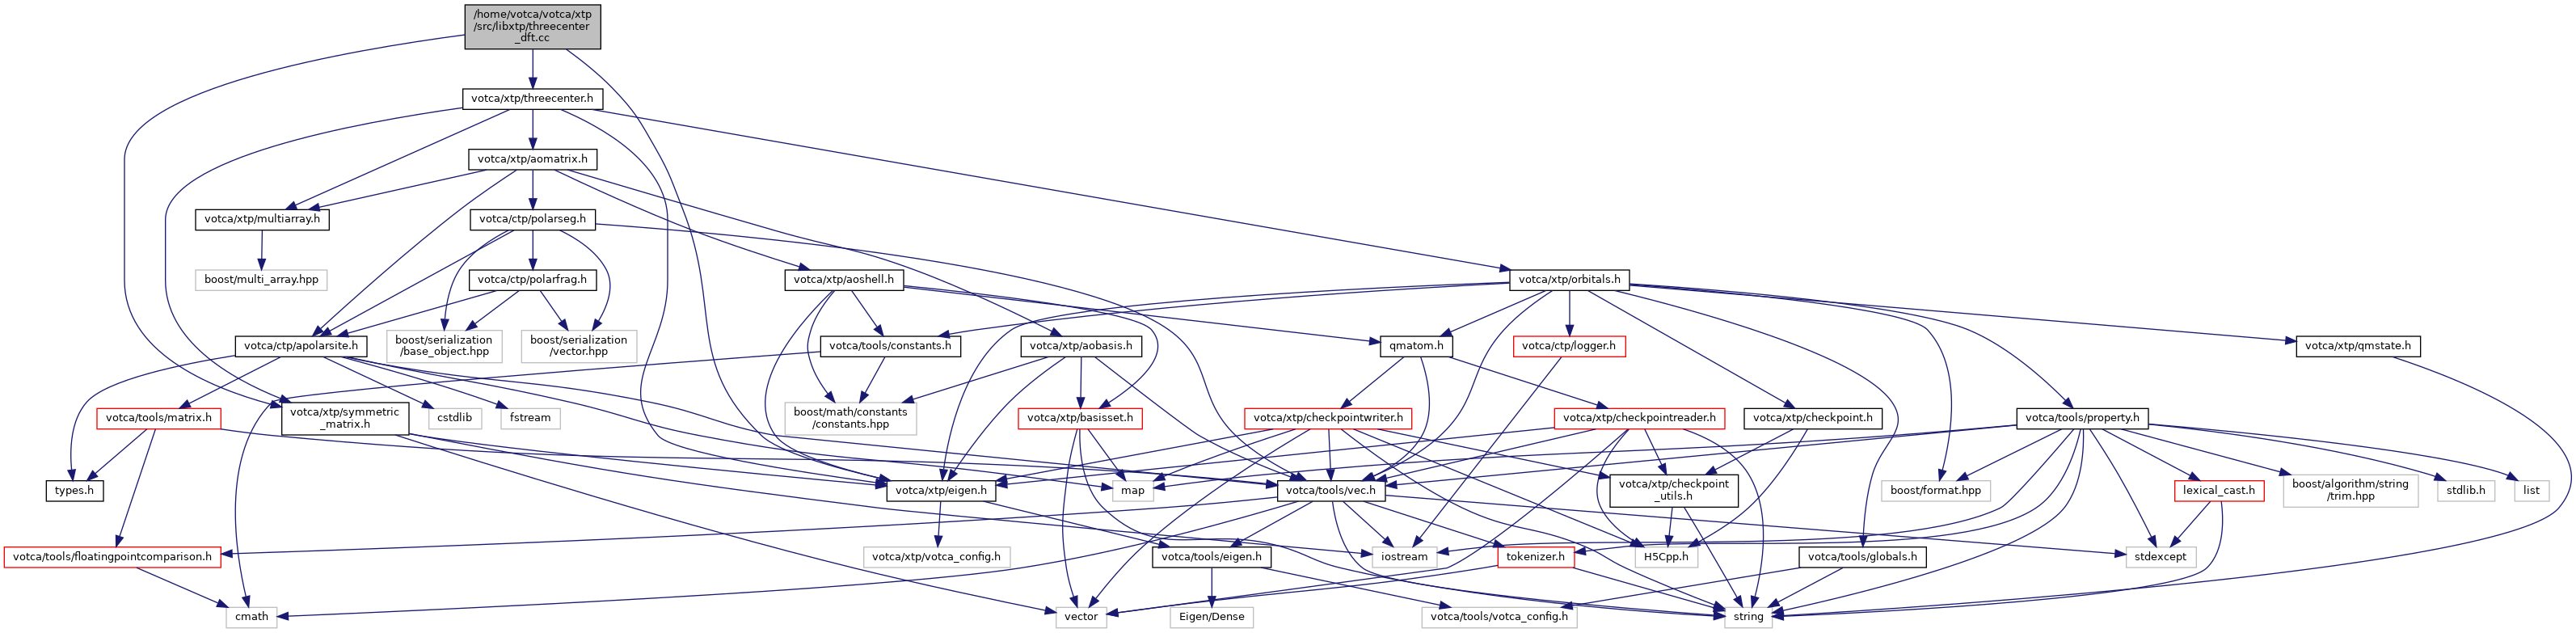 /home/votca/votca/xtp
/src/libxtp/threecenter
_dft.cc
votca/xtp/threecenter.h
votca/xtp/aomatrix.h
votca/xtp/multiarray.h
votca/ctp/polarseg.h
boost/multi_array.hpp
votca/ctp/polarfrag.h
votca/xtp/aoshell.h
votca/xtp/orbitals.h
votca/ctp/apolarsite.h
boost/serialization
/base_object.hpp
boost/serialization
/vector.hpp
votca/tools/constants.h
votca/xtp/aobasis.h
qmatom.h
votca/ctp/logger.h
votca/xtp/qmstate.h
votca/tools/matrix.h
votca/xtp/symmetric
_matrix.h
cstdlib
fstream
boost/math/constants
/constants.hpp
votca/xtp/basisset.h
votca/xtp/checkpointwriter.h
votca/xtp/checkpointreader.h
votca/xtp/checkpoint.h
votca/tools/property.h
types.h
votca/xtp/eigen.h
map
votca/tools/vec.h
votca/xtp/checkpoint
_utils.h
boost/format.hpp
lexical_cast.h
boost/algorithm/string
/trim.hpp
stdlib.h
list
votca/tools/floatingpointcomparison.h
votca/xtp/votca_config.h
votca/tools/eigen.h
iostream
tokenizer.h
H5Cpp.h
votca/tools/globals.h
stdexcept
cmath
vector
Eigen/Dense
votca/tools/votca_config.h
string